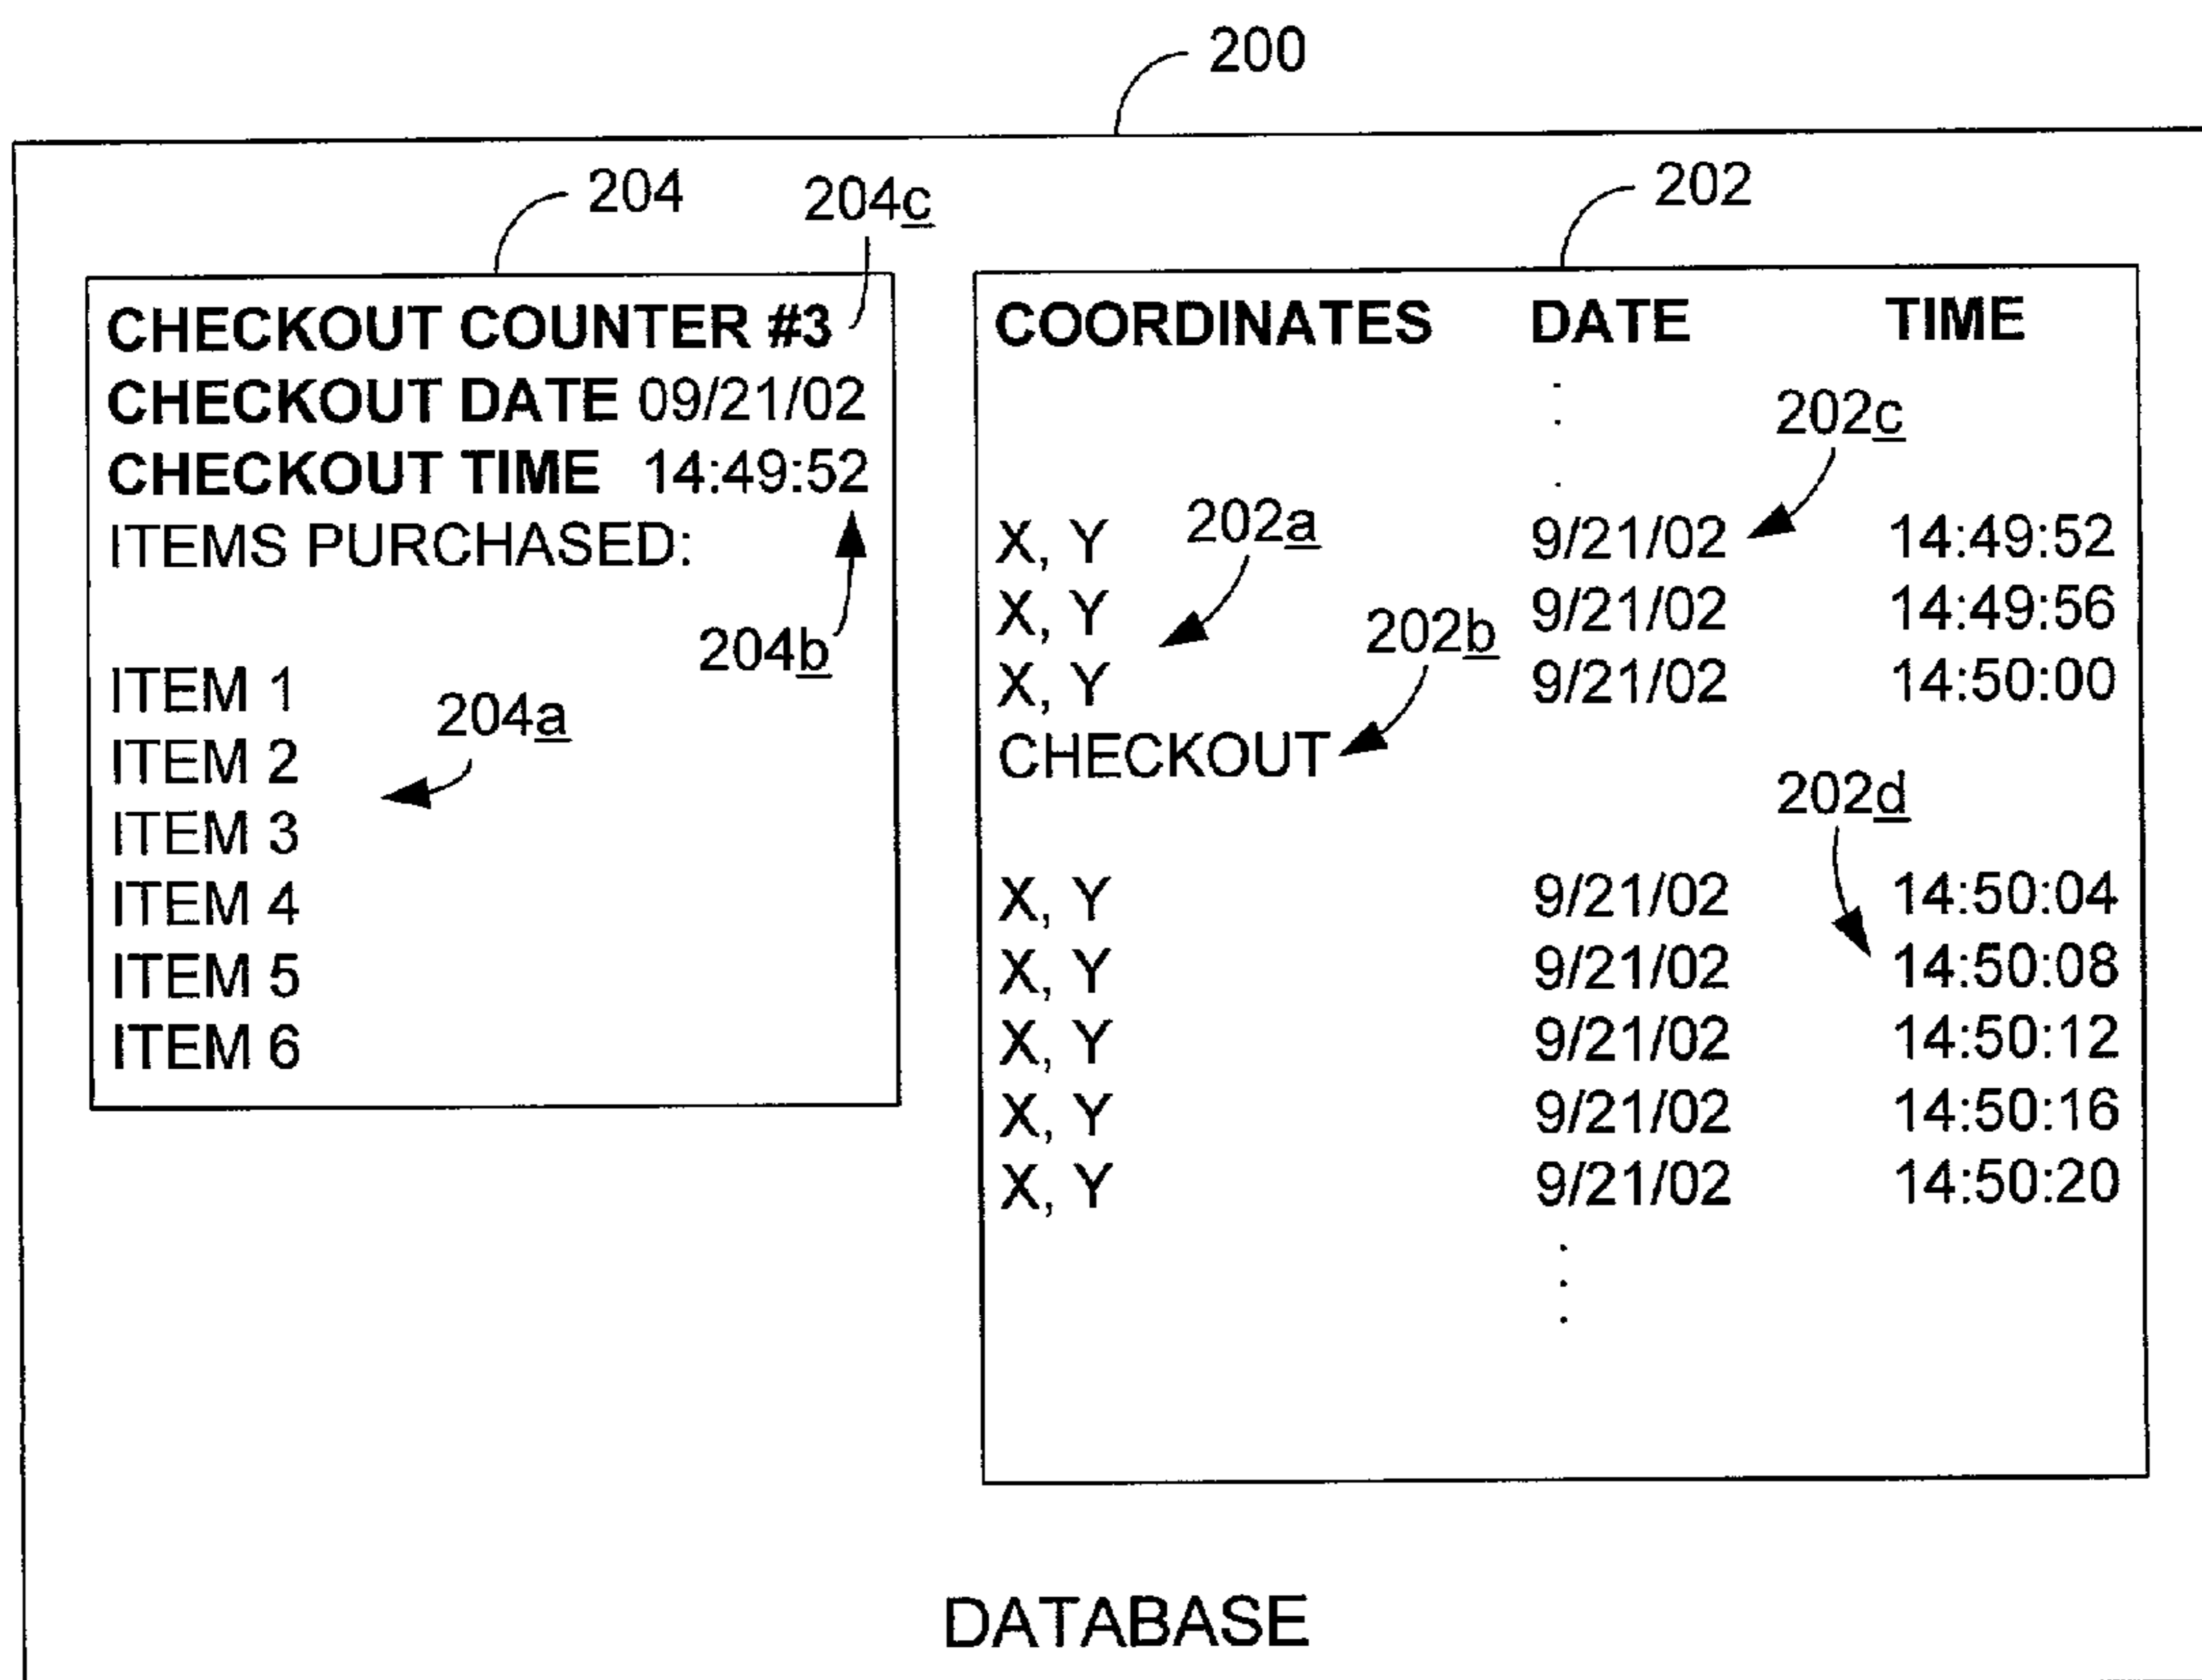 200
204
204c
202
CHECKOUT COUNTER #3
CHECKOUT DATE 09/21/02
CHECKOUT TIME 14:49:52
ITEMS PURCHASED:
204b
ITEM 1
204a
ITEM 2
ITEM 3
ITEM 4
ITEM 5
ITEM 6
COORDINATES DATE TIME
202c
X, Y 9/21/02 14:49:52
202a
X, Y 9/21/02 14:49:56
202b
X, Y 9/21/02 14:50:00
CHECKOUT
202d
X, Y 9/21/02 14:50:04
X, Y 9/21/02 14:50:08
X, Y 9/21/02 14:50:12
X, Y 9/21/02 14:50:16
X, Y 9/21/02 14:50:20
DATABASE